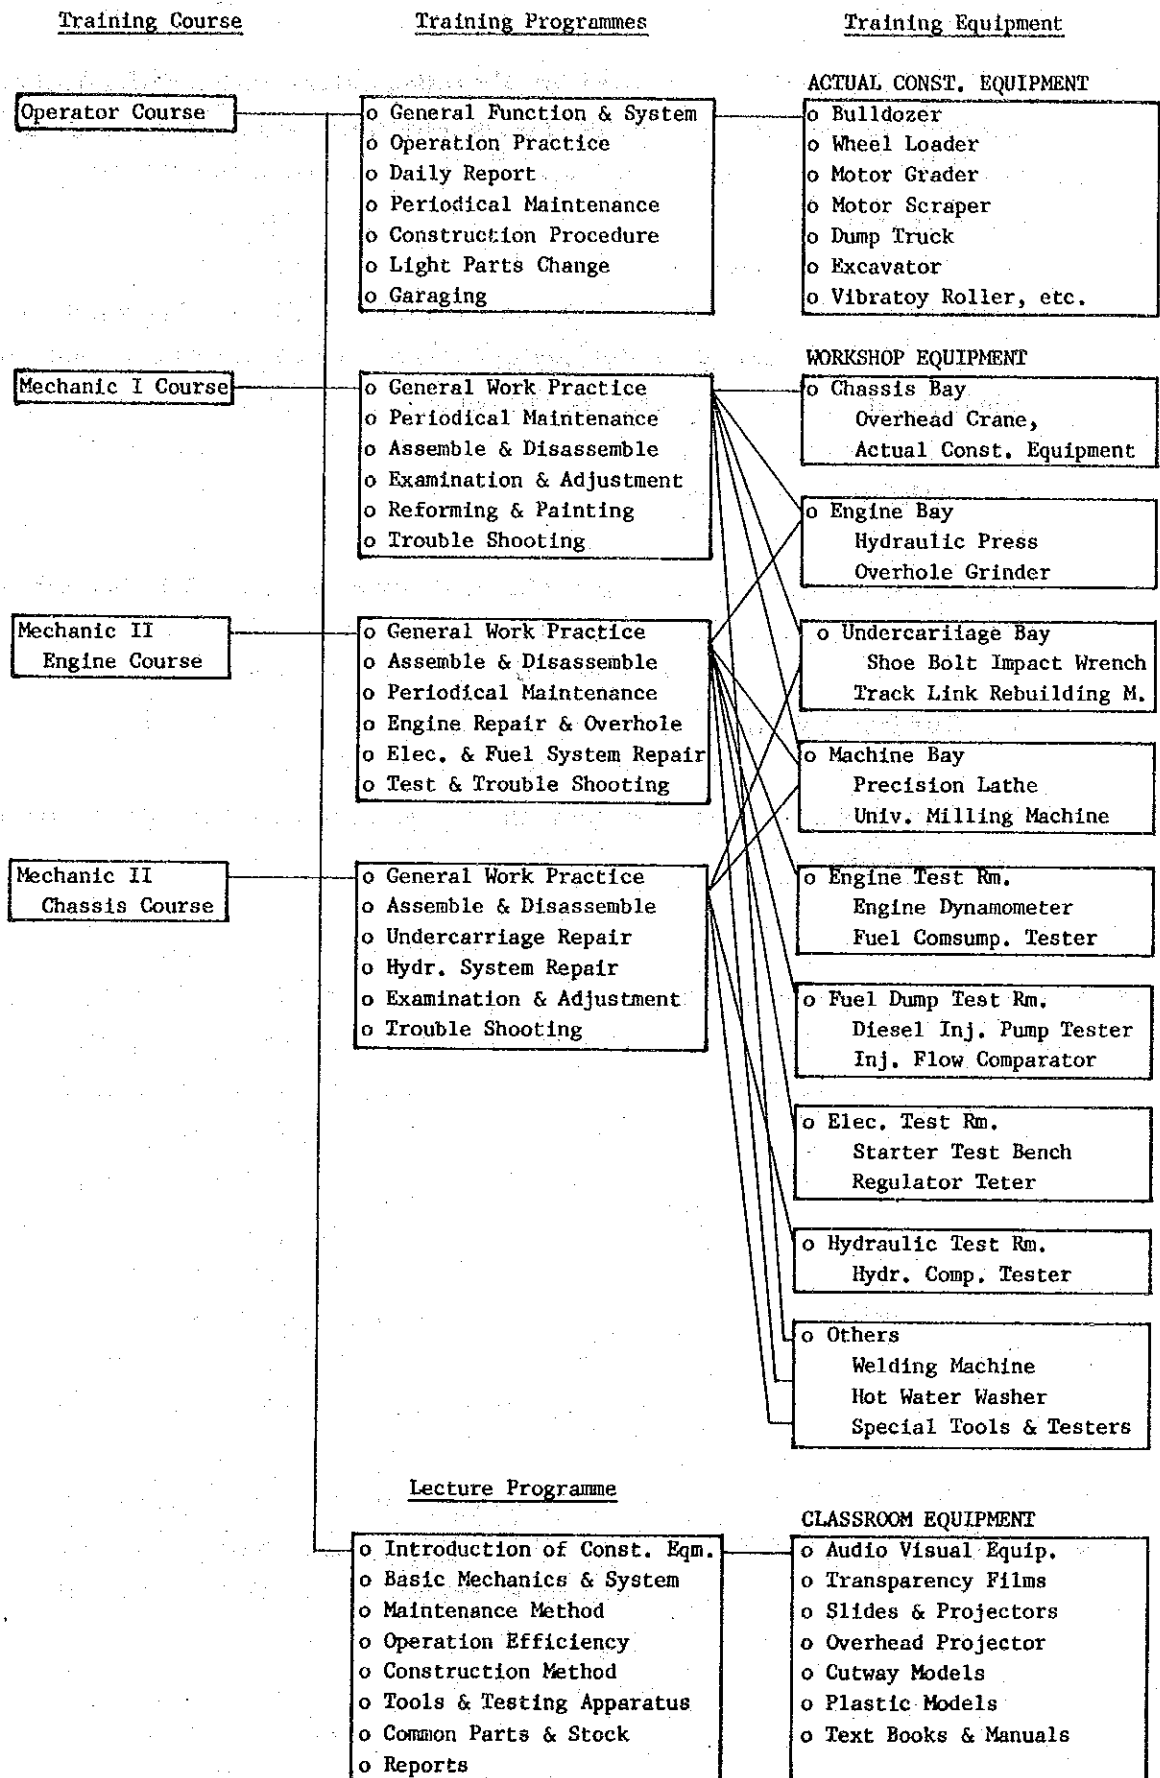 Training Course
Training Programmes
Training Equipment
Operator Course
o General Function & System
o Operation Practice
o Daily Report
o Periodical Maintenance
o Construction Procedure
o Light Parts Change
o Garaging
ACTUAL CONST. EQUIPMENT
o Bulldozer
o Wheel Loader
o Motor Grader
o Motor Scraper
o Dump Truck
o Excavator
o Vibratoy Roller, etc.
Mechanic I Course
o General Work Practice
o Periodical Maintenance
o Assemble & Disassemble
o Examination & Adjustment
o Reforming & Painting
o Trouble Shooting
WORKSHOP EQUIPMENT
o Chassis Bay
Overhead Crane,
Actual Const. Equipment
o Engine Bay
Hydraulic Press
Overhole Grinder
Mechanic II
Engine Course
o General Work Practice
o Assemble & Disassemble
o Periodical Maintenance
o Engine Repair & Overhole
o Elec. & Fuel System Repair
o Test & Trouble Shooting
o Undercariiage Bay
Shoe Bolt Impact Wrench
Track Link Rebuilding M.
o Machine Bay
Precision Lathe
Univ. Milling Machine
Mechanic II
Chassis Course
o General Work Practice
o Assemble & Disassemble
o Undercarriage Repair
o Hydr. System Repair
o Examination & Adjustment
o Trouble Shooting
o Engine Test Rm.
Engine Dynamometer
Fuel Comsump. Tester
o Fuel Dump Test Rm.
Diesel Inj. Pump Tester
Inj. Flow Comparator
o Elec. Test Rm.
Starter Test Bench
Regulator Teter
o Hydraulic Test Rm.
Hydr. Comp. Tester
o Others
Welding Machine
Hot Water Washer
Special Tools & Testers
Lecture Programme
o Introduction of Const. Eqm.
o Basic Mechanics & System
o Maintenance Method
o Operation Efficiency
o Construction Method
o Tools & Testing Apparatus
o Common Parts & Stock
o Reports
CLASSROOM EQUIPMENT
o Audio Visual Equip.
o Transparency Films
o Slides & Projectors
o Overhead Projector
o Cutway Models
o Plastic Models
o Text Books & Manuals